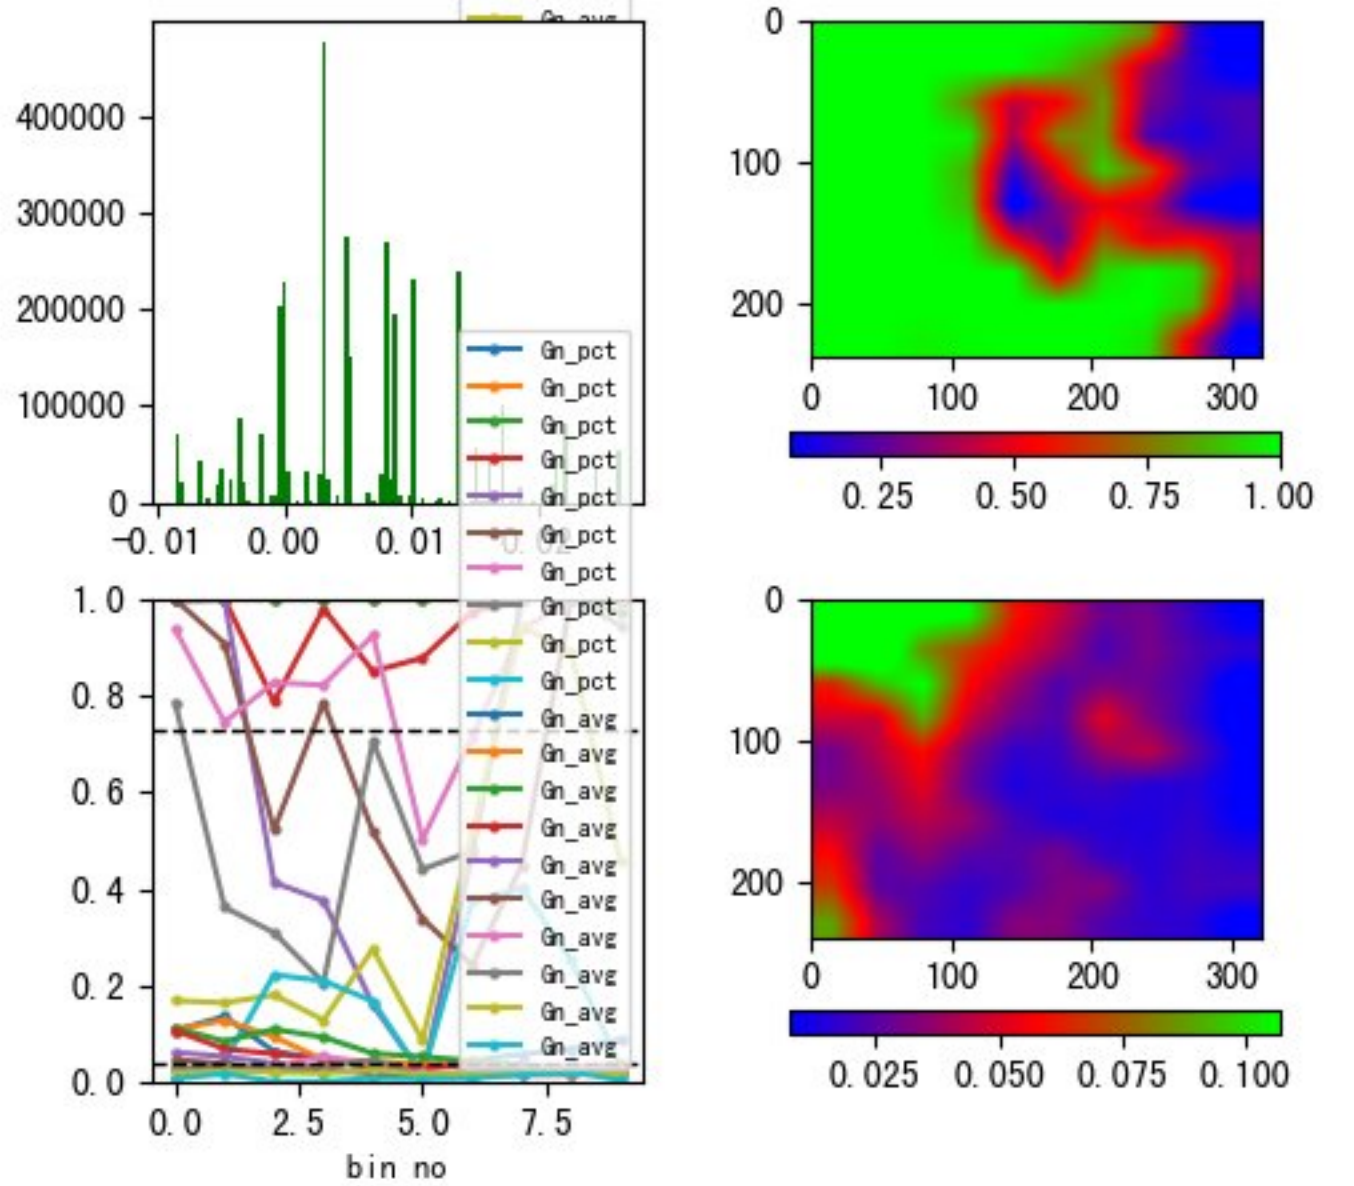 Gn_avg
400000
300000
200000
100000
0
-0.01 0.00 0.01 0.02
Gn_pct
Gn_pct
Gn_pct
Gn_pct
Gn_pct
Gn_pct
Gn_pct
Gn_pct
Gn_pct
Gn_pct
Gn_avg
Gn_avg
Gn_avg
Gn_avg
Gn_avg
Gn_avg
Gn_avg
Gn_avg
Gn_avg
Gn_avg
0
100
200
0 100 200 300
0.25 0.50 0.75 1.00
1.0
0.8
0.6
0.4
0.2
0.0
0.0 2.5 5.0 7.5
bin no
0
100
200
0 100 200 300
0.025 0.050 0.075 0.100